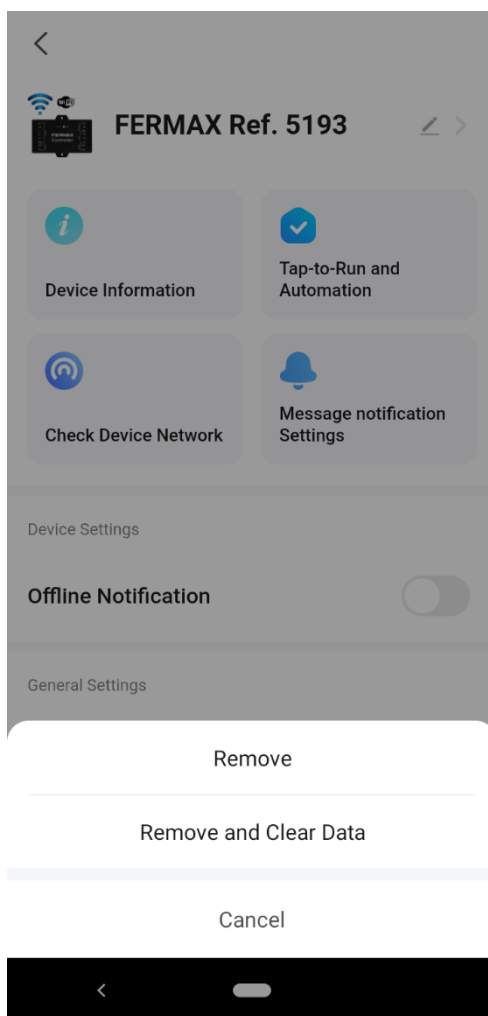 FERMAX Ref. 5193
Device Information
Tap-to-Run and
Automation
Check Device Network
Message notification
Settings
Device Settings
Offline Notification
General Settings
Remove
Remove and Clear Data
Cancel